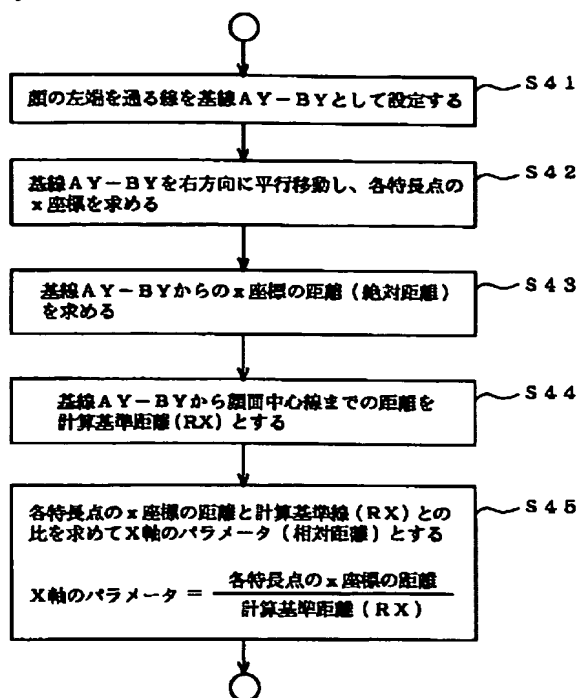 顔の左端を通る線を基線AY－BYとして設定する
S41
基線AY－BYを右方向に平行移動し、各特長点の
x座標を求める
S42
基線AY－BYからのx座標の距離(絶対距離)
を求める
S43
基線AY－BYから顔面中心線までの距離を
計算基準距離(RX)とする
S44
各特長点のx座標の距離と計算基準線(RX)との
比を求めてX軸のパラメータ(相対距離)とする
X軸のパラメータ ＝ 各特長点のx座標の距離
計算基準距離(RX)
S45